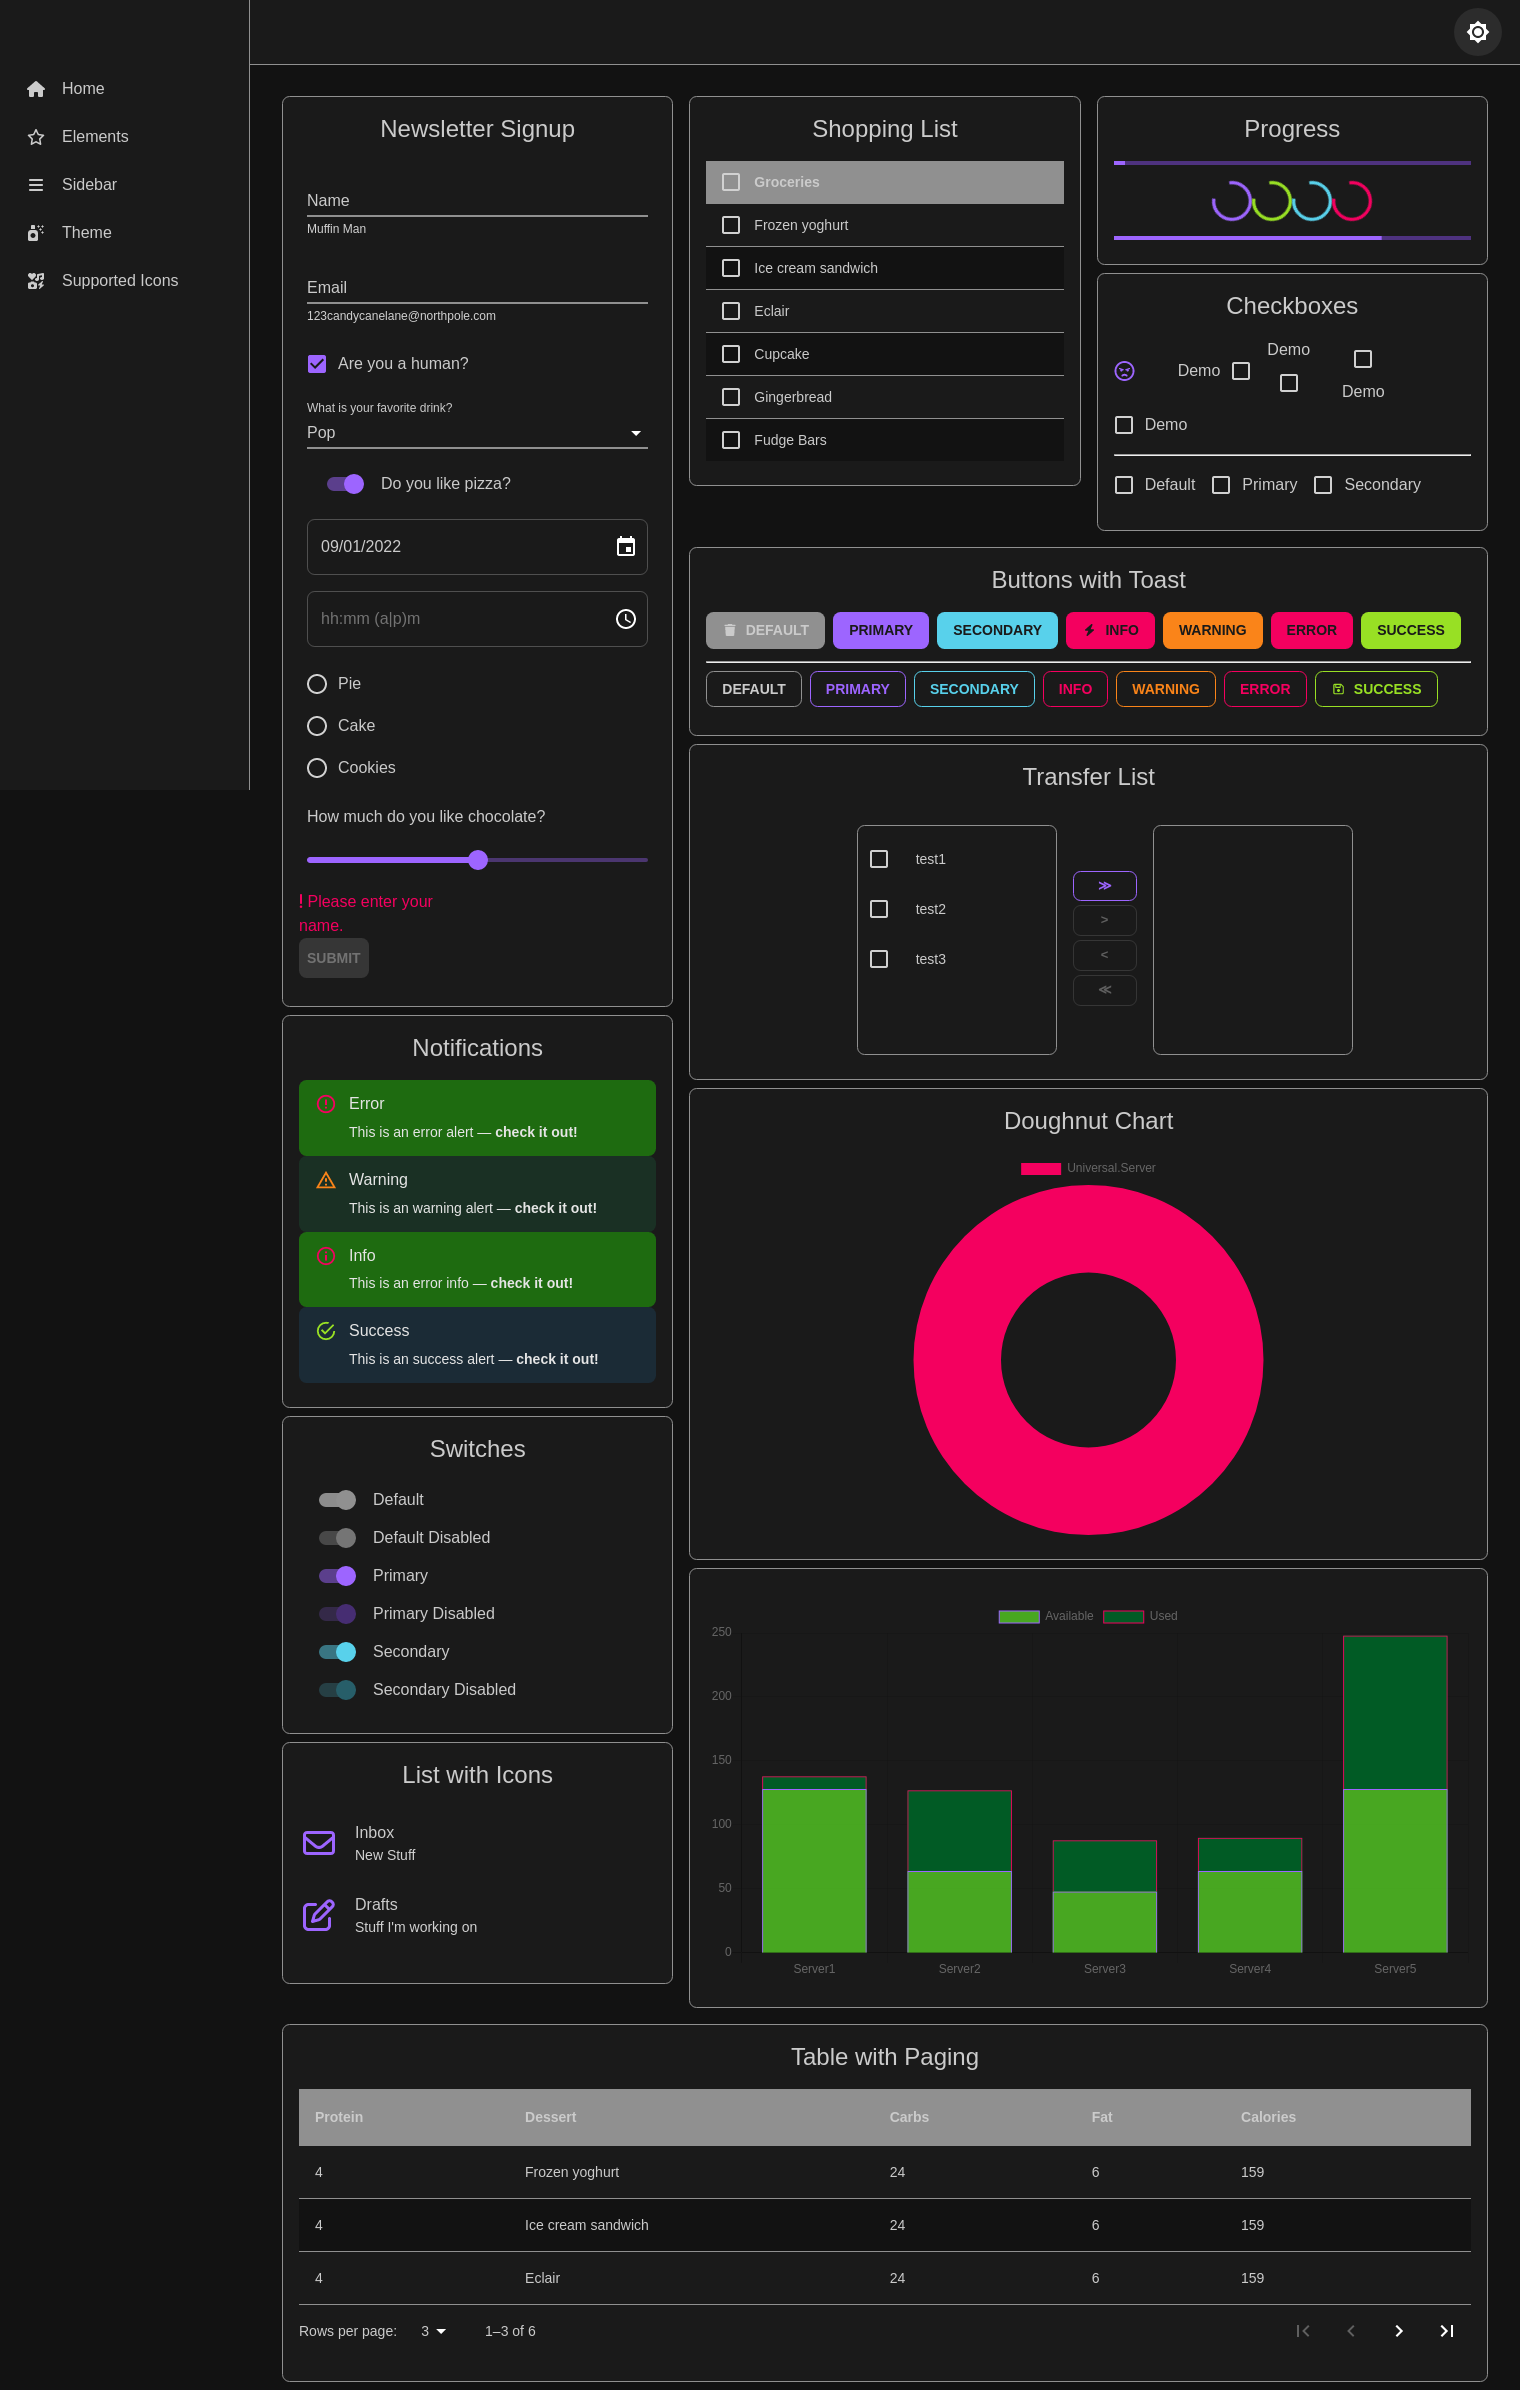 Home
Elements
Sidebar
Theme
Supported Icons
Newsletter Signup
Name
Muffin Man
Email
123candycanelane@northpole.com
Are you a human?
What is your favorite drink?
Pop
Do you like pizza?
09/01/2022
hh:mm (a|p)m
Pie
Cake
Cookies
How much do you like chocolate?
! Please enter your
name.
SUBMIT
Notifications
Error
This is an error alert — check it out!
Warning
This is an warning alert — check it out!
Info
This is an error info — check it out!
Success
This is an success alert — check it out!
Switches
Default
Default Disabled
Primary
Primary Disabled
Secondary
Secondary Disabled
List with Icons
Inbox
New Stuff
Drafts
Stuff I'm working on
Shopping List
Groceries
Frozen yoghurt
Ice cream sandwich
Eclair
Cupcake
Gingerbread
Fudge Bars
Progress
Checkboxes
Demo Demo Demo
Demo
Default Primary Secondary
Buttons with Toast
DEFAULT PRIMARY SECONDARY INFO WARNING ERROR SUCCESS
DEFAULT PRIMARY SECONDARY INFO WARNING ERROR SUCCESS
Transfer List
test1
test2
test3
≫
>
<
≪
Doughnut Chart
Universal.Server
Available Used
250
200
150
100
50
0
Server1 Server2 Server3 Server4 Server5
Table with Paging
Protein Dessert Carbs Fat Calories
4 Frozen yoghurt 24 6 159
4 Ice cream sandwich 24 6 159
4 Eclair 24 6 159
Rows per page: 3 1–3 of 6